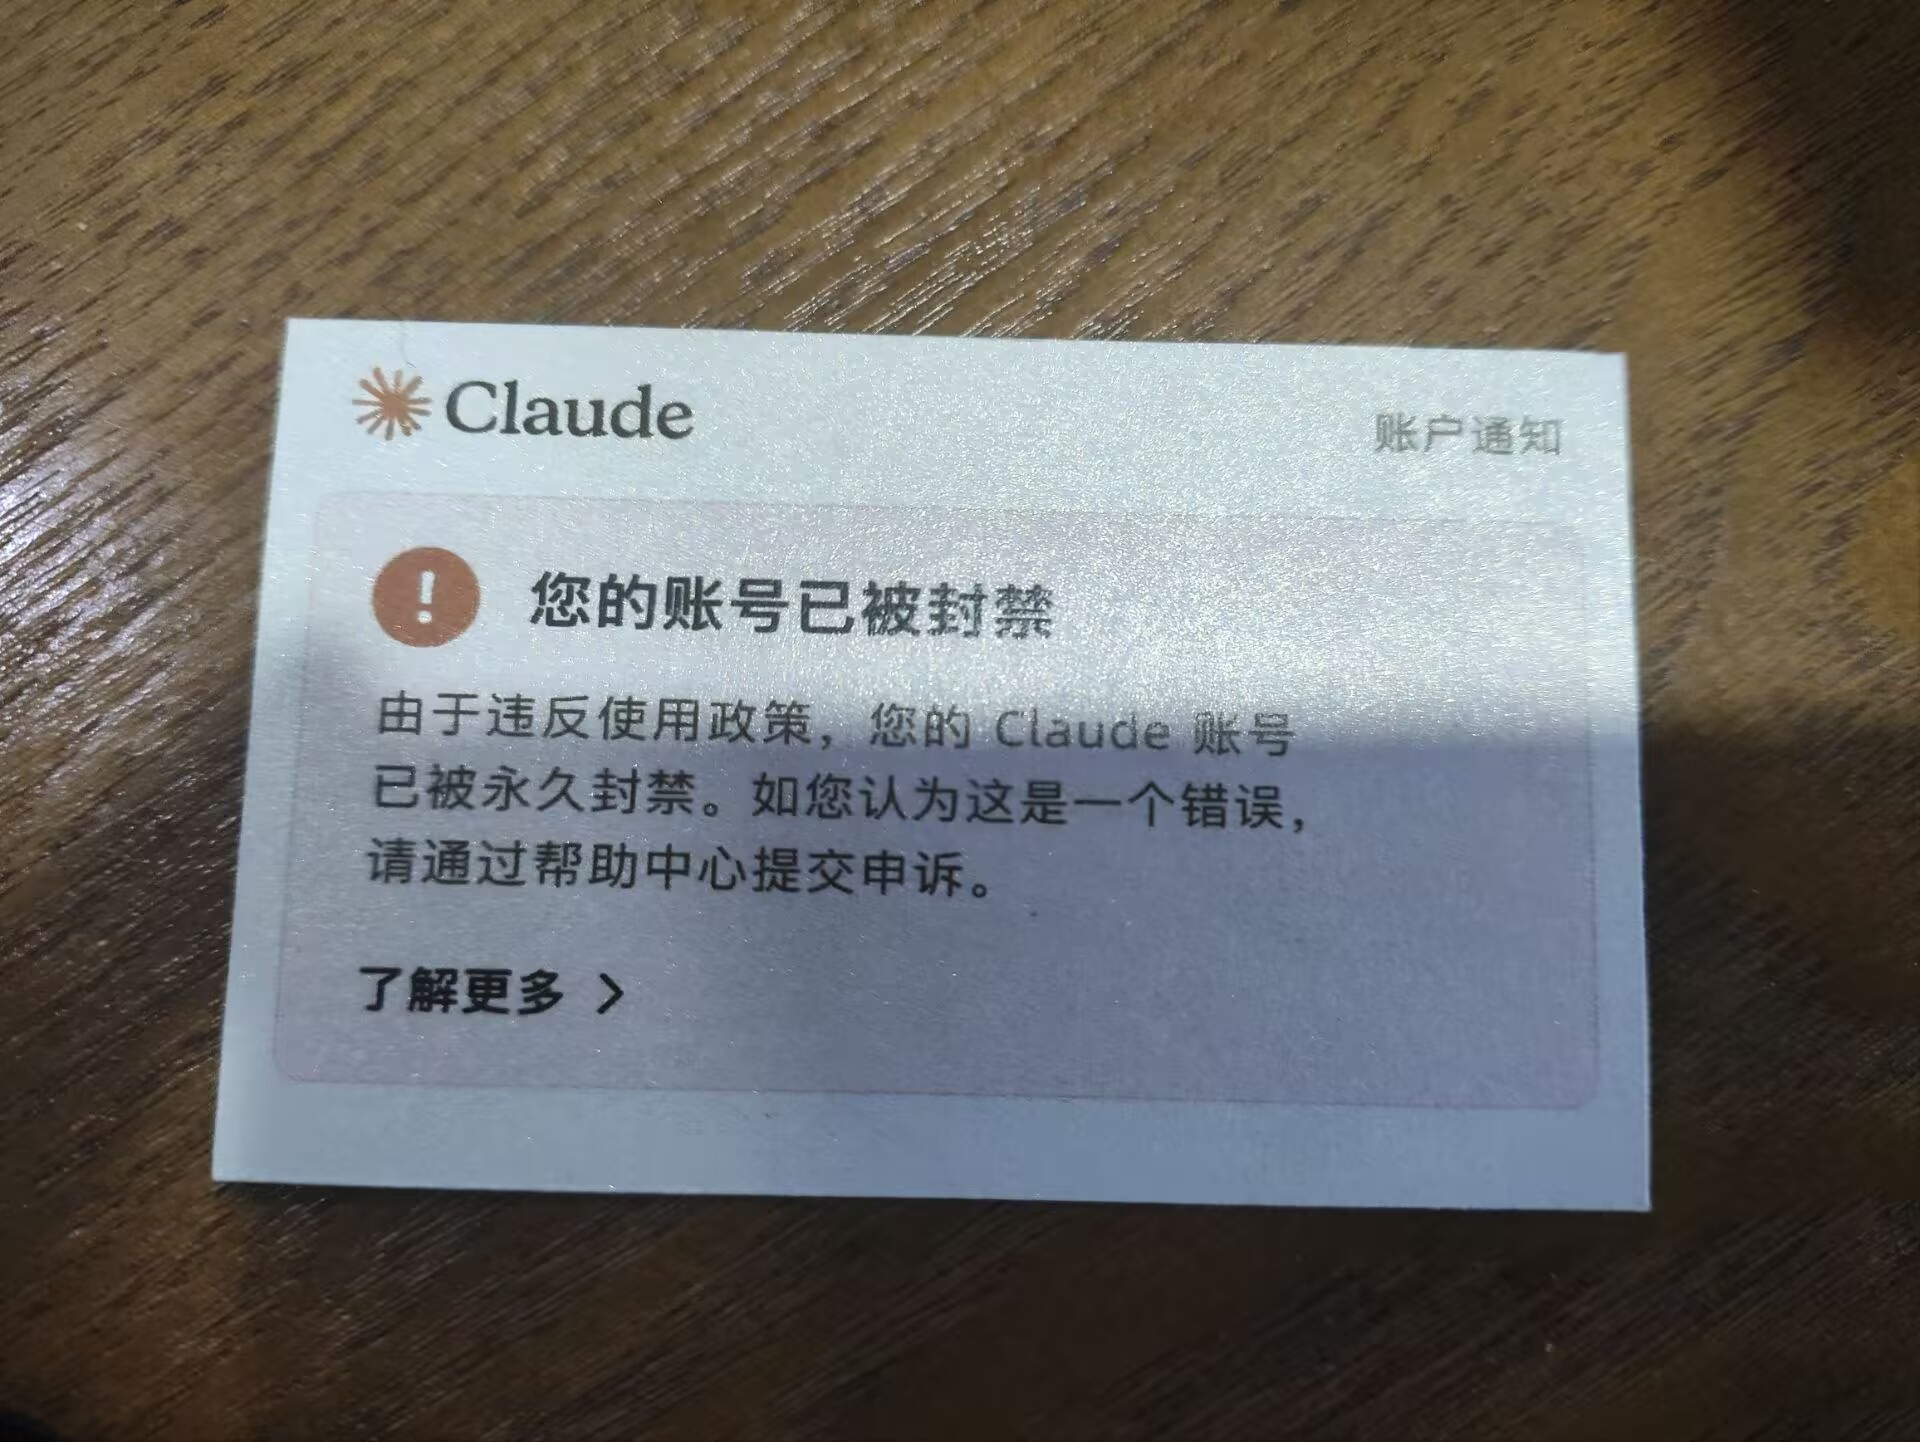 Claude
账户通知
您的账号已被封禁
由于违反使用政策，您的 Claude 账号
已被永久封禁。如您认为这是一个错误，
请通过帮助中心提交申诉。
了解更多 >